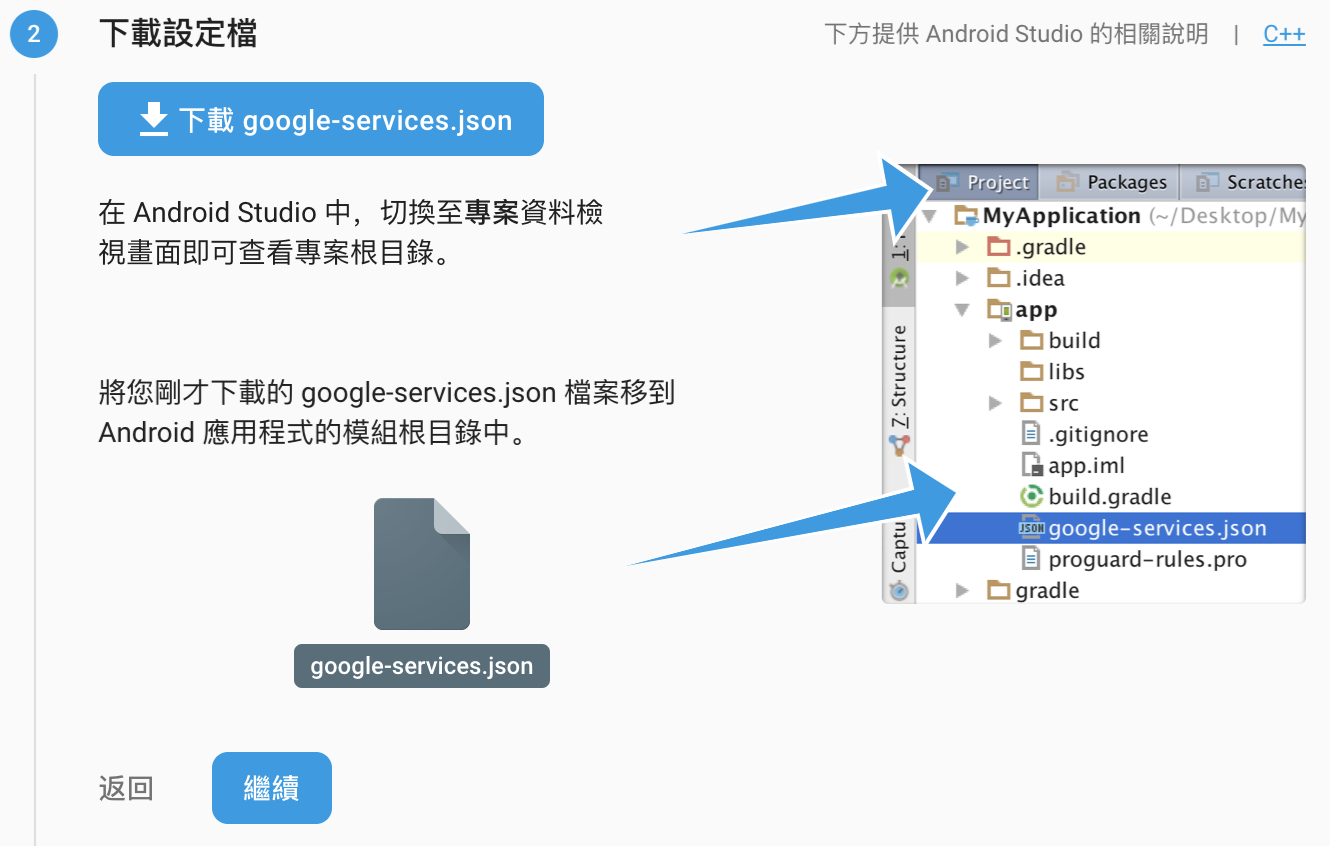 2
下載設定檔
下方提供 Android Studio 的相關說明 | C++
下載 google-services.json
在 Android Studio 中，切換至專案資料檢
視畫面即可查看專案根目錄。
將您剛才下載的 google-services.json 檔案移到
Android 應用程式的模組根目錄中。
google-services.json
返回
繼續
Project
Packages
Scratches
MyApplication (~/Desktop/My
.gradle
.idea
app
build
libs
src
.gitignore
app.iml
build.gradle
JSON google-services.json
proguard-rules.pro
gradle
1:
Z: Structure
Captu